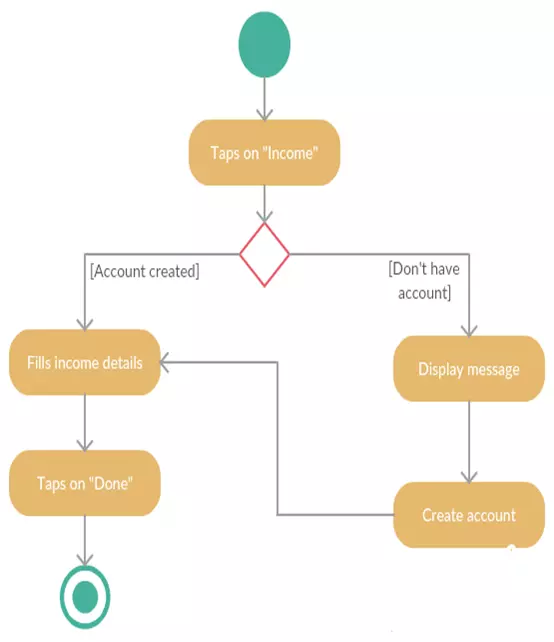 Taps on "Income"
[Account created]
[Don't have
account]
Fills income details
Display message
Taps on "Done"
Create account